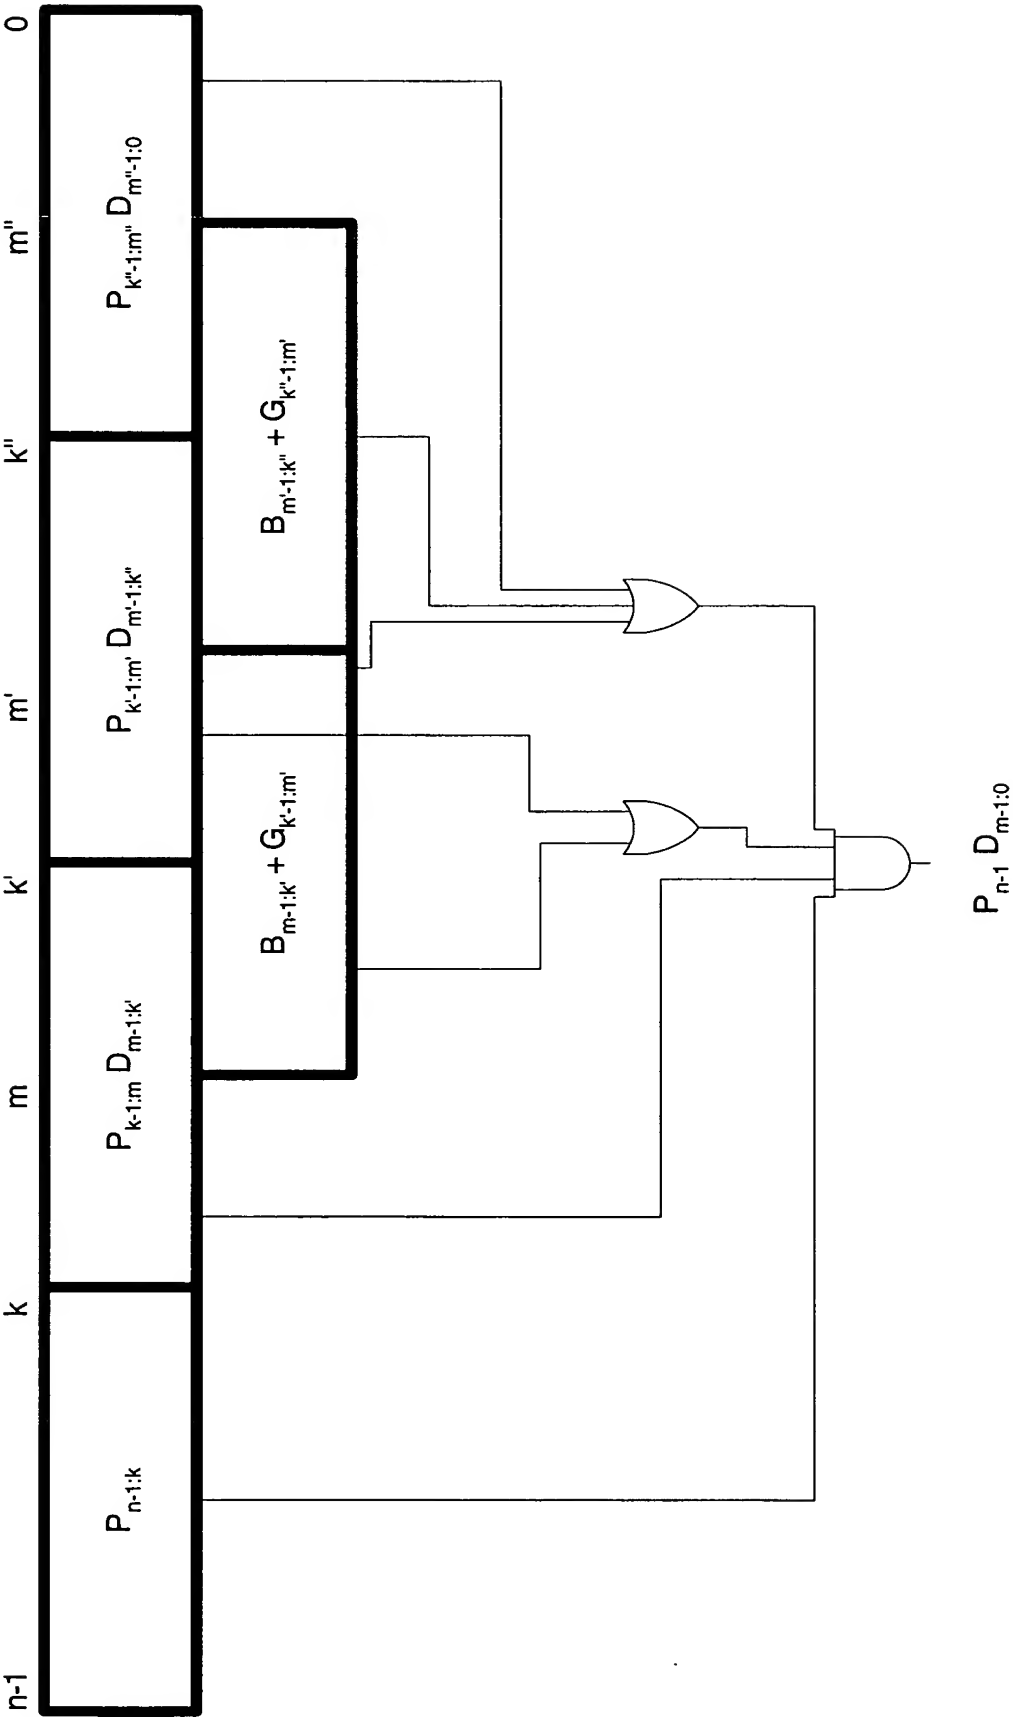 n-1 k m k' m' k'' m'' 0
P_{n-1:k} P_{k-1:m} D_{m-1:k'} P_{k'-1:m'} D_{m'-1:k''} P_{k''-1:m''} D_{m''-1:0}
B_{m-1:k'} + G_{k'-1:m'} B_{m'-1:k''} + G_{k''-1:m'}
P_{n-1} D_{m-1:0}